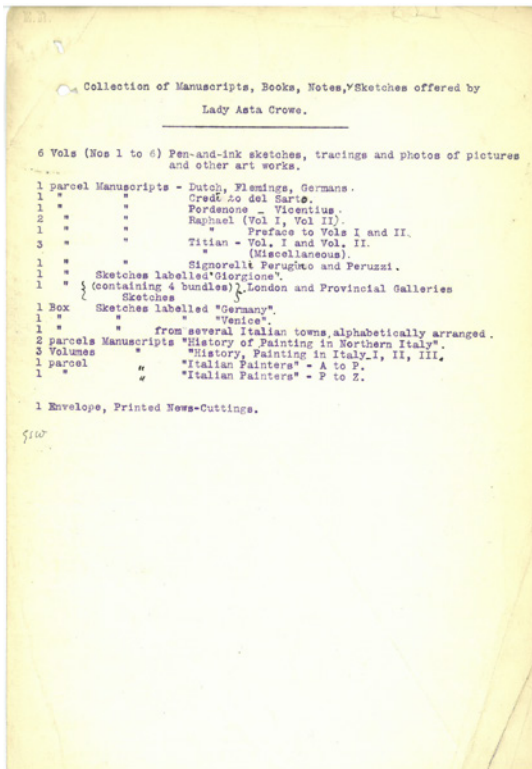 Collection of Manuscripts, Books, Notes, Sketches offered by
Lady Asta Crowe.
6 Vols (Nos 1 to 6) Pen-and-ink sketches, tracings and photos of pictures
and other art works.
1 parcel Manuscripts - Dutch, Flemings, Germans.
1 " " Credi to del Sarto.
1 " " Pordenone - Vicentius.
2 " " Raphael (Vol I, Vol II).
1 " " " Preface to Vols I and II.
3 " " Titian - Vol. I and Vol. II.
" (Miscellaneous).
1 " " Signorelli Perugino and Peruzzi.
1 " Sketches labelled "Giorgione".
1 " (containing 4 bundles) London and Provincial Galleries
Sketches
1 Box Sketches labelled "Germany".
1 " " " "Venice".
1 " " from several Italian towns, alphabetically arranged.
2 parcels Manuscripts "History of Painting in Northern Italy".
3 Volumes " "History, Painting in Italy I, II, III.
1 parcel " "Italian Painters" - A to P.
1 " " "Italian Painters" - P to Z.
1 Envelope, Printed News-Cuttings.